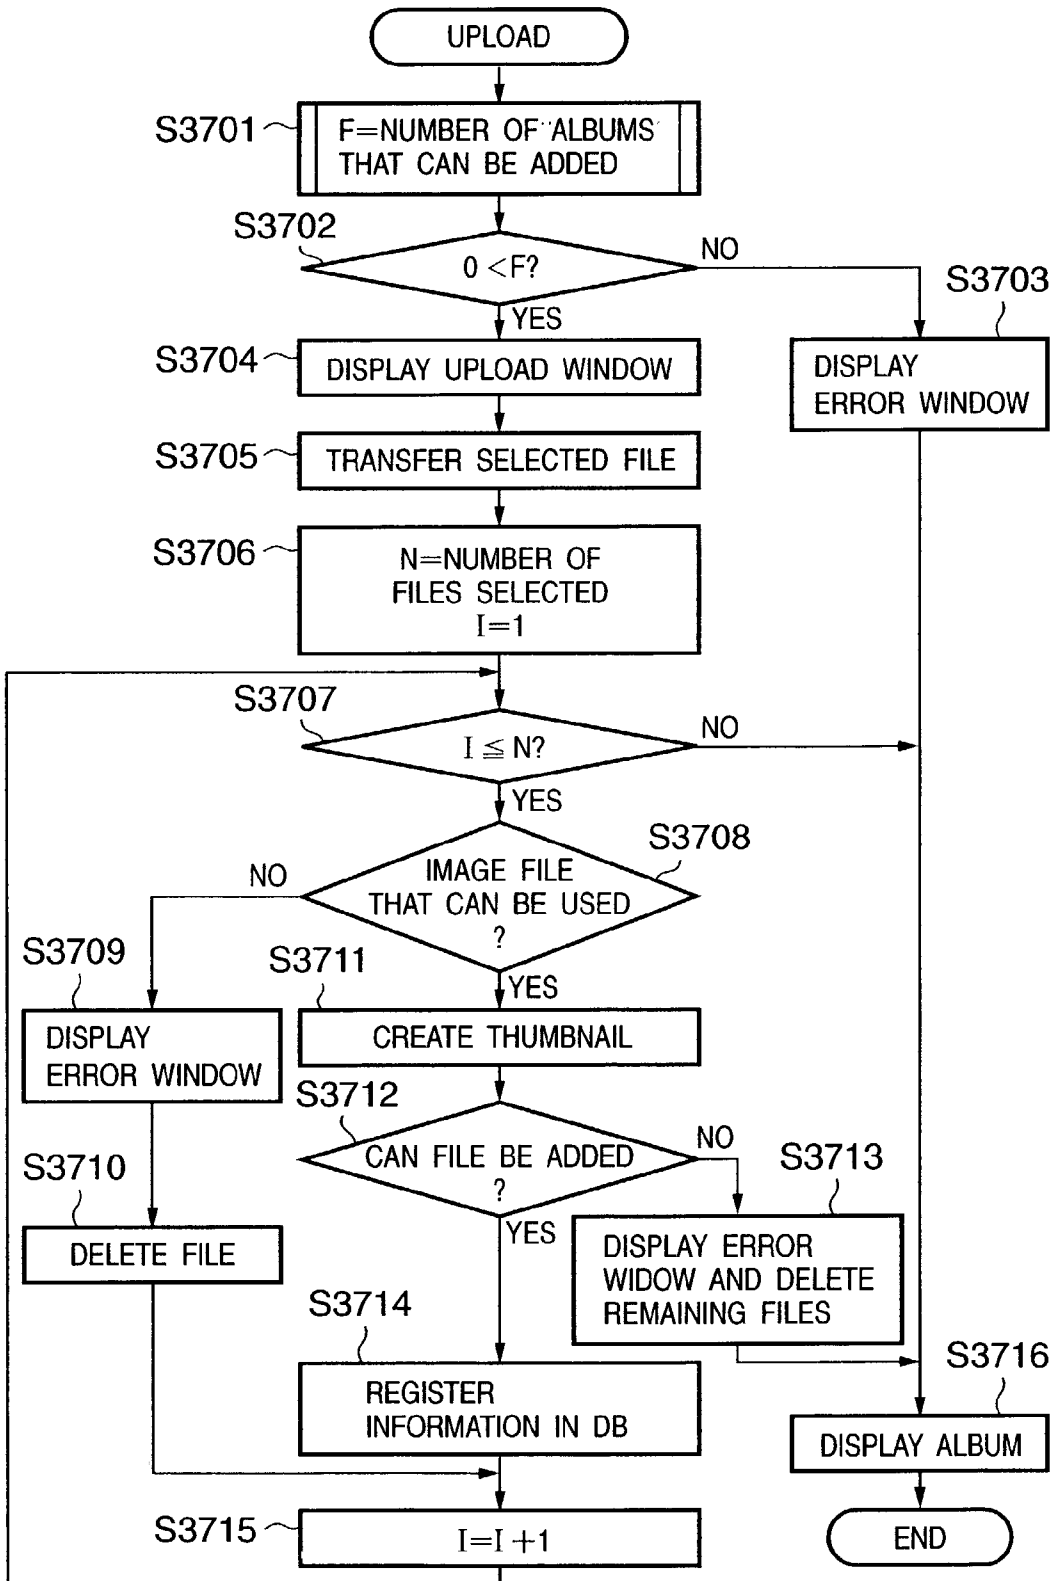 UPLOAD
S3701
F=NUMBER OF ALBUMS
THAT CAN BE ADDED
S3702
0 <F?
NO
YES
S3703
DISPLAY
ERROR WINDOW
S3704
DISPLAY UPLOAD WINDOW
S3705
TRANSFER SELECTED FILE
S3706
N=NUMBER OF
FILES SELECTED
I=1
S3707
I ≦ N?
NO
YES
S3708
IMAGE FILE
THAT CAN BE USED
?
NO
YES
S3709
DISPLAY
ERROR WINDOW
S3710
DELETE FILE
S3711
CREATE THUMBNAIL
S3712
CAN FILE BE ADDED
?
NO
YES
S3713
DISPLAY ERROR
WIDOW AND DELETE
REMAINING FILES
S3714
REGISTER
INFORMATION IN DB
S3715
I=I +1
S3716
DISPLAY ALBUM
END